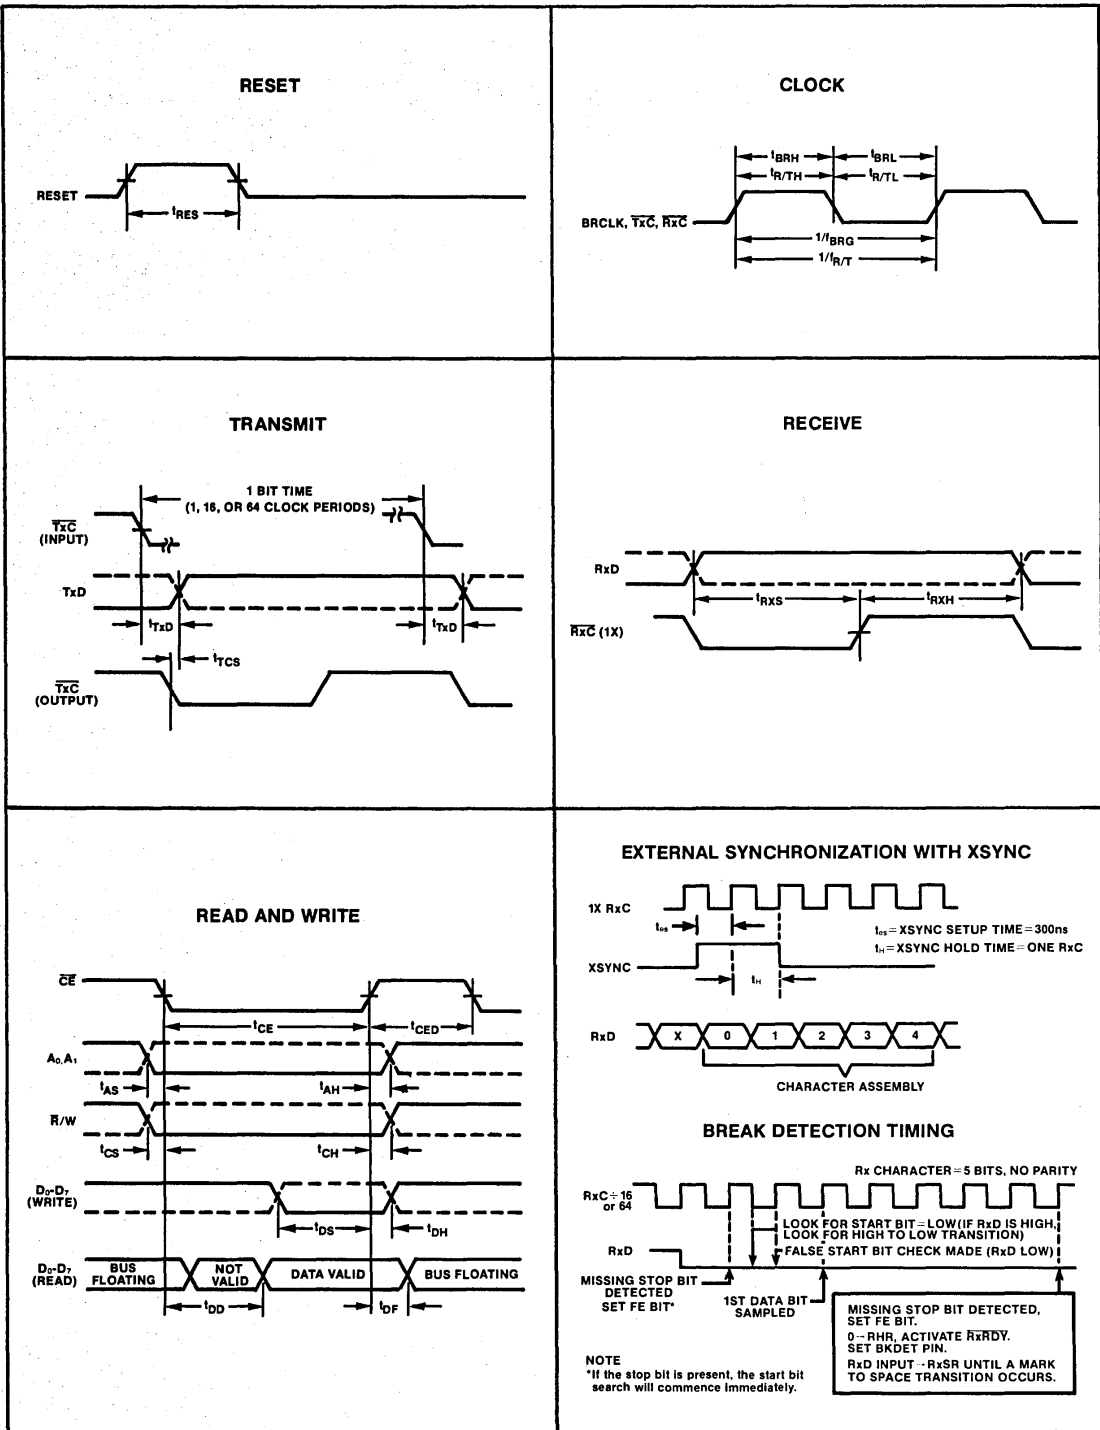 RESET
RESET
tRES
CLOCK
tBRH
tBRL
tR/TH
tR/TL
BRCLK, T̅x̅C̅, R̅x̅C̅
1/fBRG
1/fR/T
TRANSMIT
1 BIT TIME
(1, 16, OR 64 CLOCK PERIODS)
T̅x̅C̅
(INPUT)
TxD
tTxD
tTxD
tTCS
T̅x̅C̅
(OUTPUT)
RECEIVE
RxD
tRXS
tRXH
R̅x̅C̅ (1X)
READ AND WRITE
C̅E̅
tCE
tCED
A₀,A₁
tAS
tAH
R̅/W
tCS
tCH
D₀-D₇
(WRITE)
tDS
tDH
D₀-D₇
(READ)
BUS
FLOATING
NOT
VALID
DATA VALID
BUS FLOATING
tDD
tDF
EXTERNAL SYNCHRONIZATION WITH XSYNC
1X RxC
tes
tes=XSYNC SETUP TIME=300ns
tH=XSYNC HOLD TIME=ONE RxC
XSYNC
tH
RxD
X 0 1 2 3 4
CHARACTER ASSEMBLY
BREAK DETECTION TIMING
Rx CHARACTER=5 BITS, NO PARITY
RxC÷16
or 64
LOOK FOR START BIT=LOW(IF RxD IS HIGH,
LOOK FOR HIGH TO LOW TRANSITION)
RxD
FALSE START BIT CHECK MADE (RxD LOW)
MISSING STOP BIT
DETECTED
SET FE BIT*
1ST DATA BIT
SAMPLED
MISSING STOP BIT DETECTED,
SET FE BIT.
0→RHR, ACTIVATE R̅x̅R̅D̅Y̅.
SET BKDET PIN.
RxD INPUT→RxSR UNTIL A MARK
TO SPACE TRANSITION OCCURS.
NOTE
*If the stop bit is present, the start bit
search will commence immediately.